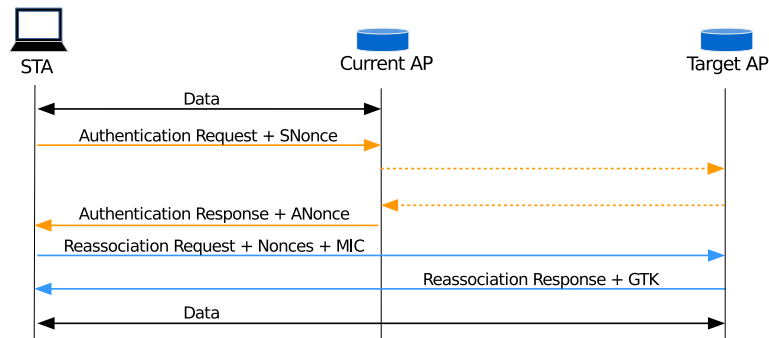 STA
Current AP
Target AP
Data
Authentication Request + SNonce
Authentication Response + ANonce
Reassociation Request + Nonces + MIC
Reassociation Response + GTK
Data